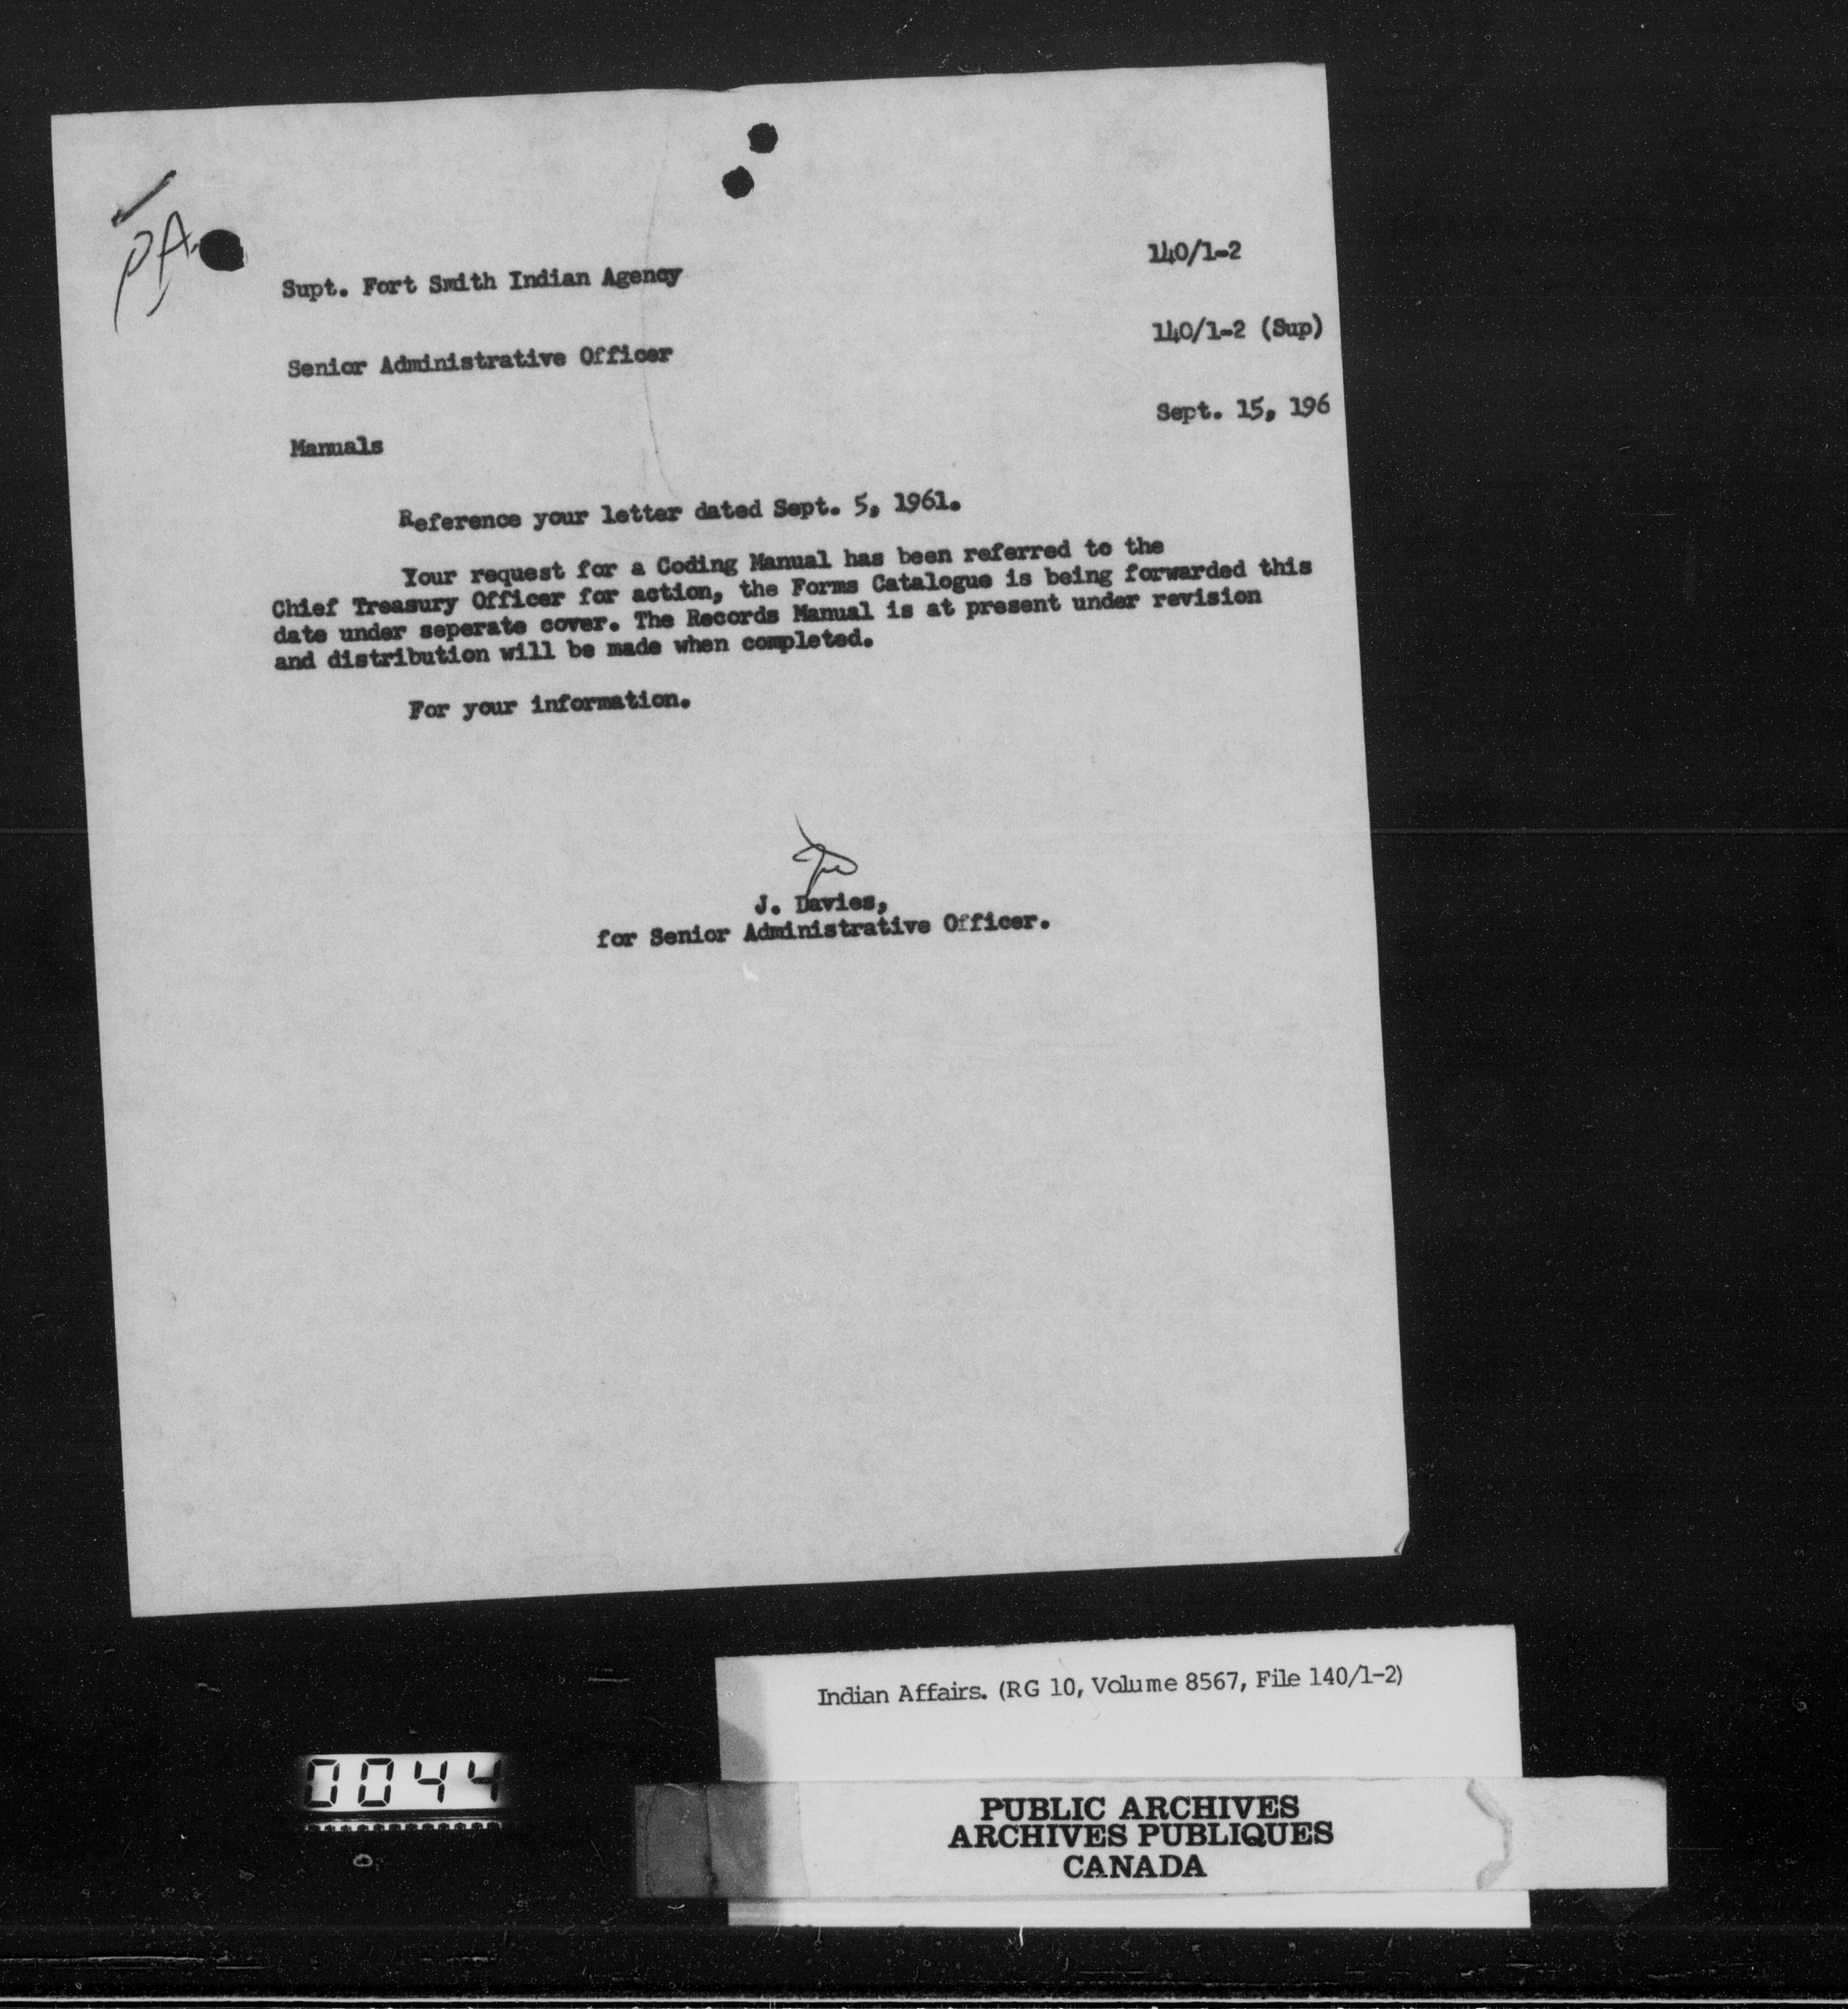 PA.
140/1-2
Supt. Fort Smith Indian Agency
140/1-2 (Sup)
Senior Administrative Officer
Sept. 15, 196
Manuals
Reference your letter dated Sept. 5, 1961.
Your request for a Coding Manual has been referred to the
Chief Treasury Officer for action, the Forms Catalogue is being forwarded this
date under seperate cover. The Records Manual is at present under revision
and distribution will be made when completed.
For your information.
J. Davies,
for Senior Administrative Officer.
Indian Affairs. (RG 10, Volume 8567, File 140/1-2)
0044
PUBLIC ARCHIVES
ARCHIVES PUBLIQUES
CANADA